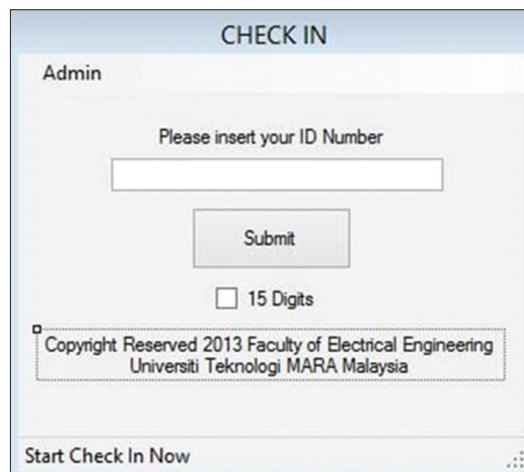 CHECK IN
Admin
Please insert your ID Number
Submit
15 Digits
Copyright Reserved 2013 Faculty of Electrical Engineering
Universiti Teknologi MARA Malaysia
Start Check In Now